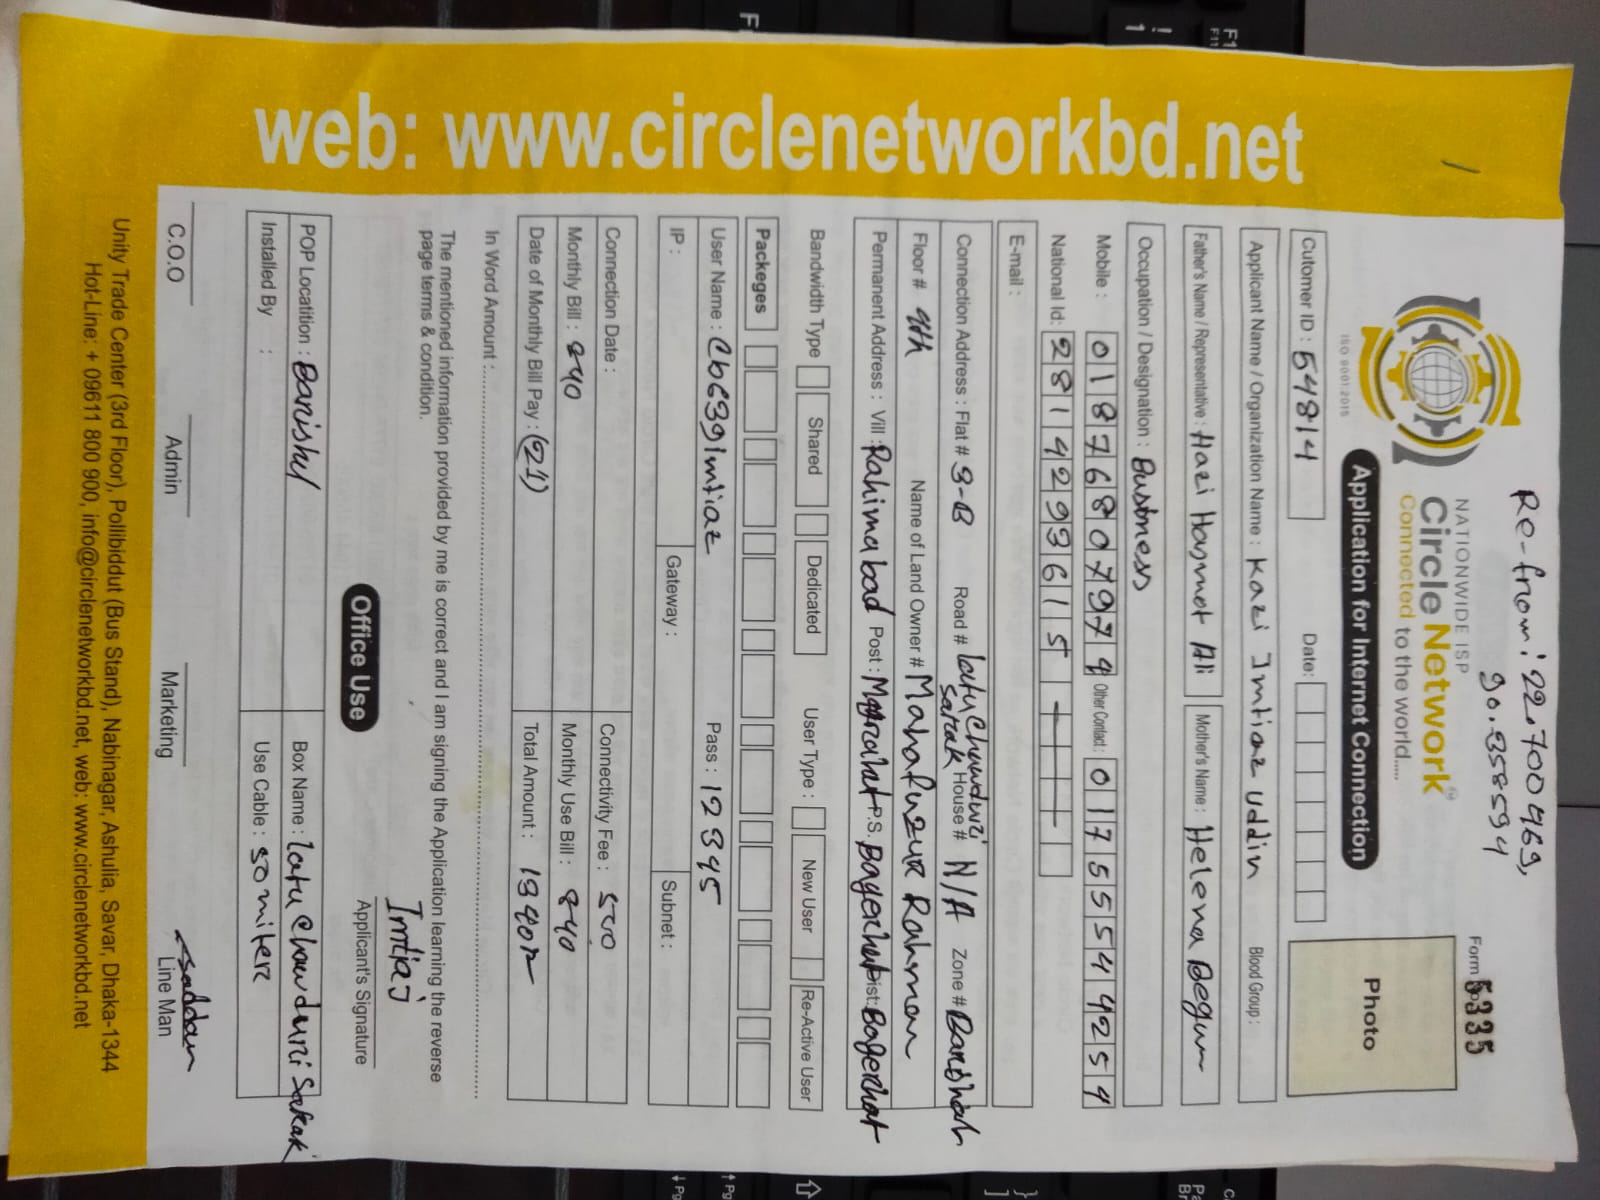 Re-from: 22.700469,
90.358594
Form 5335
NATIONWIDE ISP
Circle Network
Connected to the world.....
ISO 9001:2015
Application for Internet Connection
Photo
Cutomer ID : 54814 Date:
Applicant Name / Organization Name : Kazi Imtiaz uddin Blood Group :
Father's Name / Representative : Hazi Hasmot Ali Mother's Name : Helena Begum
Occupation / Designation : Business
Mobile : 01876807974 Other Contact : 01755544254
National Id: 2814293615
E-mail :
Connection Address : Flat # 3-B Road # latu Chowduri Sarak House # N/A Zone # Barishal
Floor # 4th Name of Land Owner # Mahafuzur Rahman
Permanent Address : Vill : Rahimabad Post : P.S. Bagerhat Dist: Bagerhat
Bandwidth Type Shared Dedicated User Type : New User Re-Active User
Packeges
User Name : Cb639imtiaz Pass : 12345
IP : Gateway : Subnet :
Connection Date : Connectivity Fee : 500
Monthly Bill : 840 Monthly Use Bill : 840
Date of Monthly Bill Pay : (21) Total Amount : 1340/-
In Word Amount :
The mentioned information provided by me is correct and I am signing the Application learning the reverse
page terms & condition.
Imtiaj
Applicant's Signature
Office Use
POP Locatition : Barishal Box Name : latu Chowduri Sarak
Installed By : Use Cable : 50 miter
Saddam
C.O.O Admin Marketing Line Man
Unity Trade Center (3rd Floor), Pollibiddut (Bus Stand), Nabinagar, Ashulia, Savar, Dhaka-1344
Hot-Line: + 09611 800 900, info@circlenetworkbd.net, web: www.circlenetworkbd.net
web: www.circlenetworkbd.net